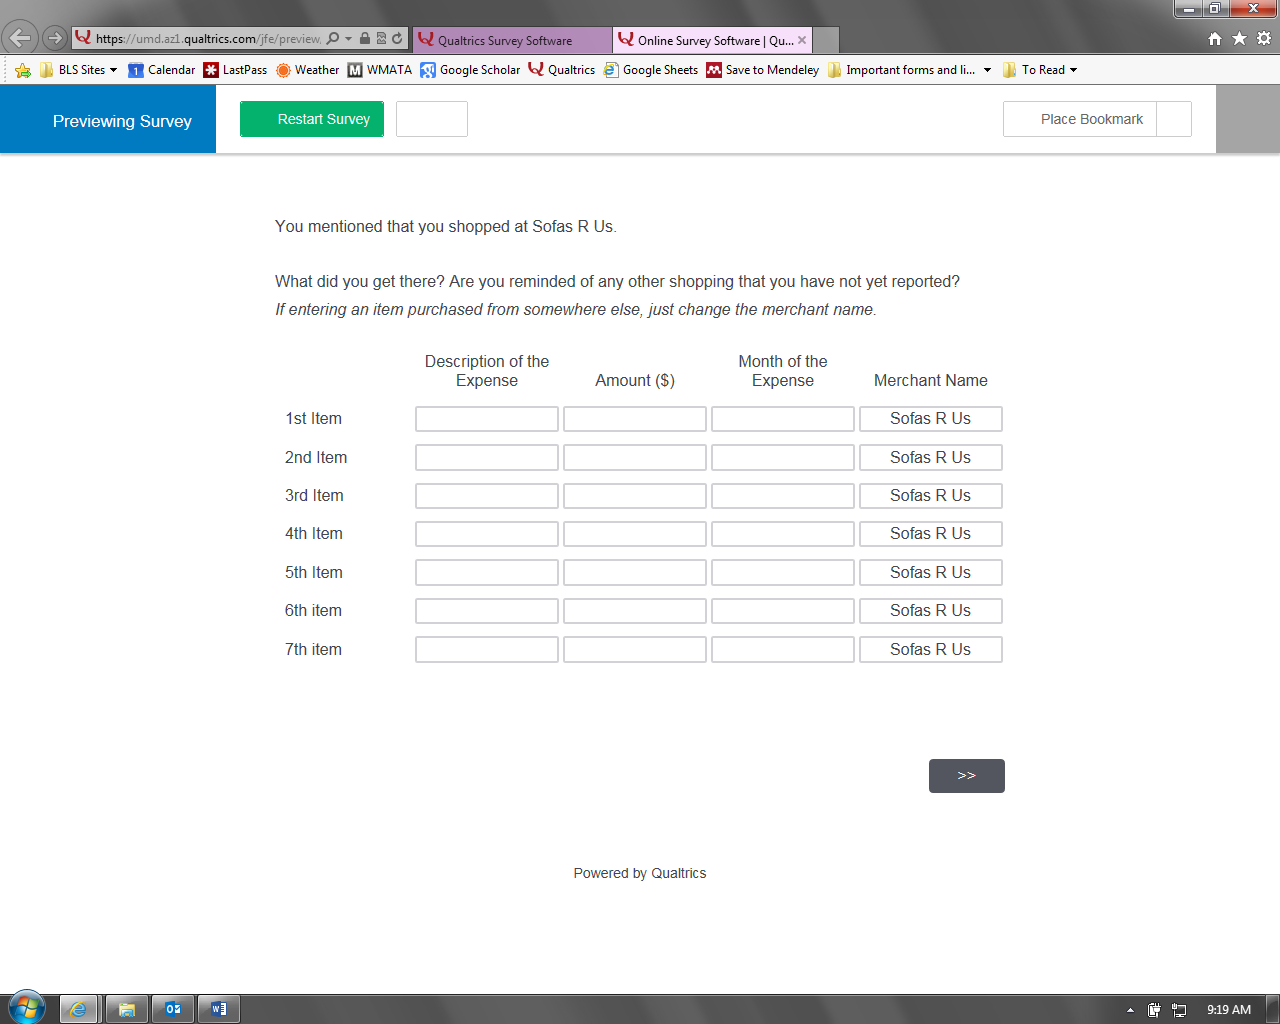 https://umd.az1.qualtrics.com/jfe/preview,
Qualtrics Survey Software
Online Survey Software | Qu...
BLS Sites
1 Calendar
LastPass
Weather
M WMATA
Google Scholar
Qualtrics
Google Sheets
Save to Mendeley
Important forms and li...
To Read
Previewing Survey
Restart Survey
Place Bookmark
You mentioned that you shopped at Sofas R Us.
What did you get there? Are you reminded of any other shopping that you have not yet reported?
If entering an item purchased from somewhere else, just change the merchant name.
Description of the
Expense
Amount ($)
Month of the
Expense
Merchant Name
1st Item Sofas R Us
2nd Item Sofas R Us
3rd Item Sofas R Us
4th Item Sofas R Us
5th Item Sofas R Us
6th item Sofas R Us
7th item Sofas R Us
>>
Powered by Qualtrics
9:19 AM